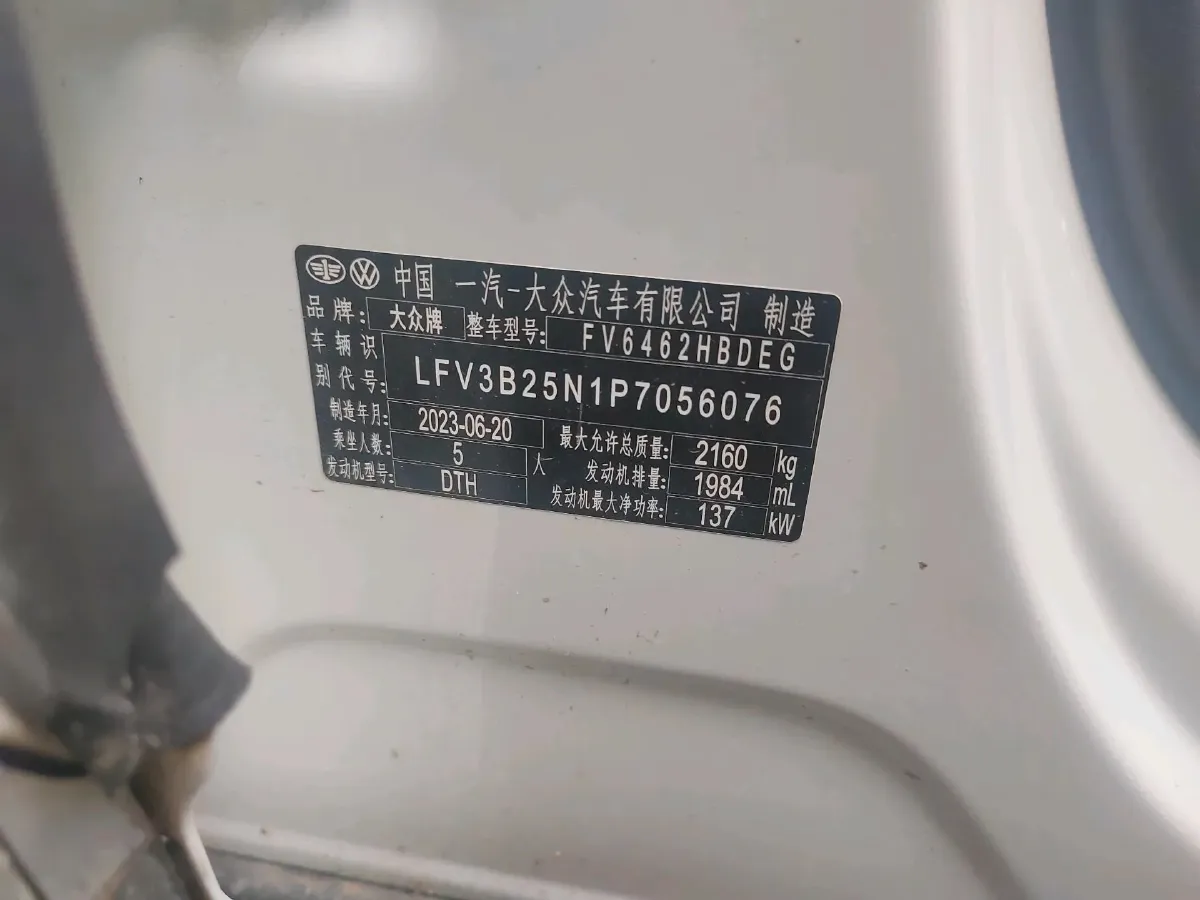 中国 一汽-大众汽车有限公司 制造
品牌: 大众牌 整车型号: FV6462HBDEG
车辆识别代号: LFV3B25N1P7056076
制造年月: 2023-06-20 最大允许总质量: 2160 kg
乘坐人数: 5 人 发动机排量: 1984 mL
发动机型号: DTH 发动机最大净功率: 137 kW